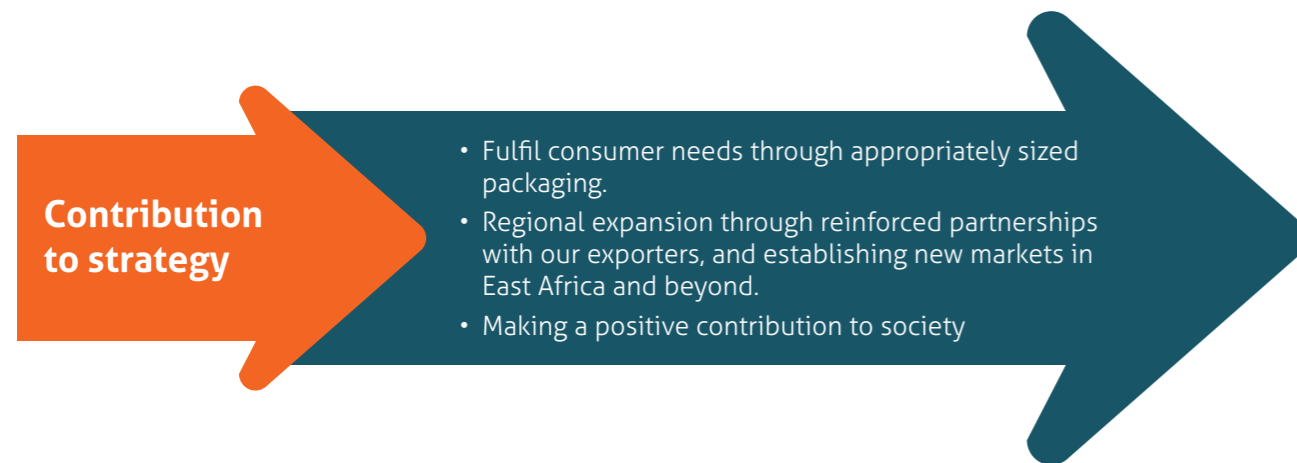 Contribution
to strategy
• Fulfil consumer needs through appropriately sized
packaging.
• Regional expansion through reinforced partnerships
with our exporters, and establishing new markets in
East Africa and beyond.
• Making a positive contribution to society